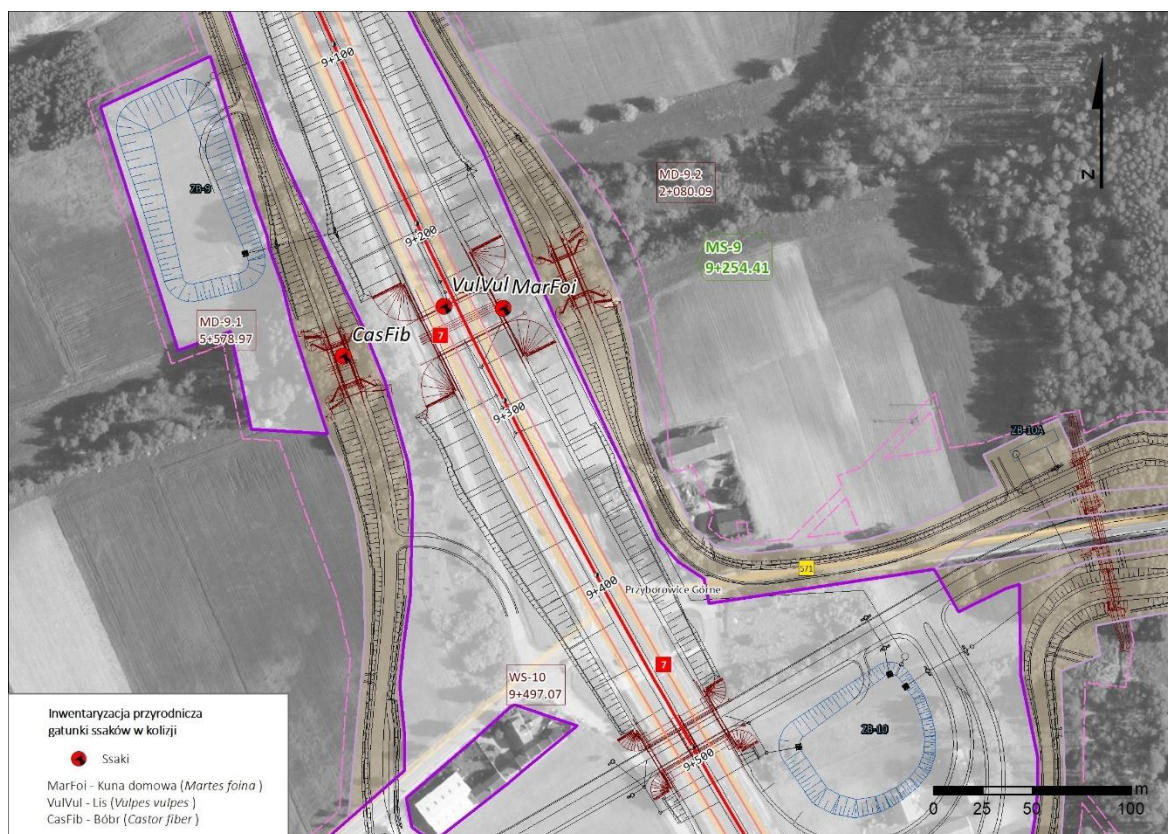 9+100
ZB-9
MD-9.2
2+080.09
9+200
MS-9
9+254.41
VulVul
MarFoi
MD-9.1
5+578.97
CasFib
7
9+300
N
ZB-10A
571
9+400
Przyborowice Górne
7
WS-10
9+497.07
ZB-10
9+500
Inwentaryzacja przyrodnicza
gatunki ssaków w kolizji
Ssaki
MarFoi - Kuna domowa (Martes foina )
VulVul - Lis (Vulpes vulpes )
CasFib - Bóbr (Castor fiber )
m
0 25 50 100